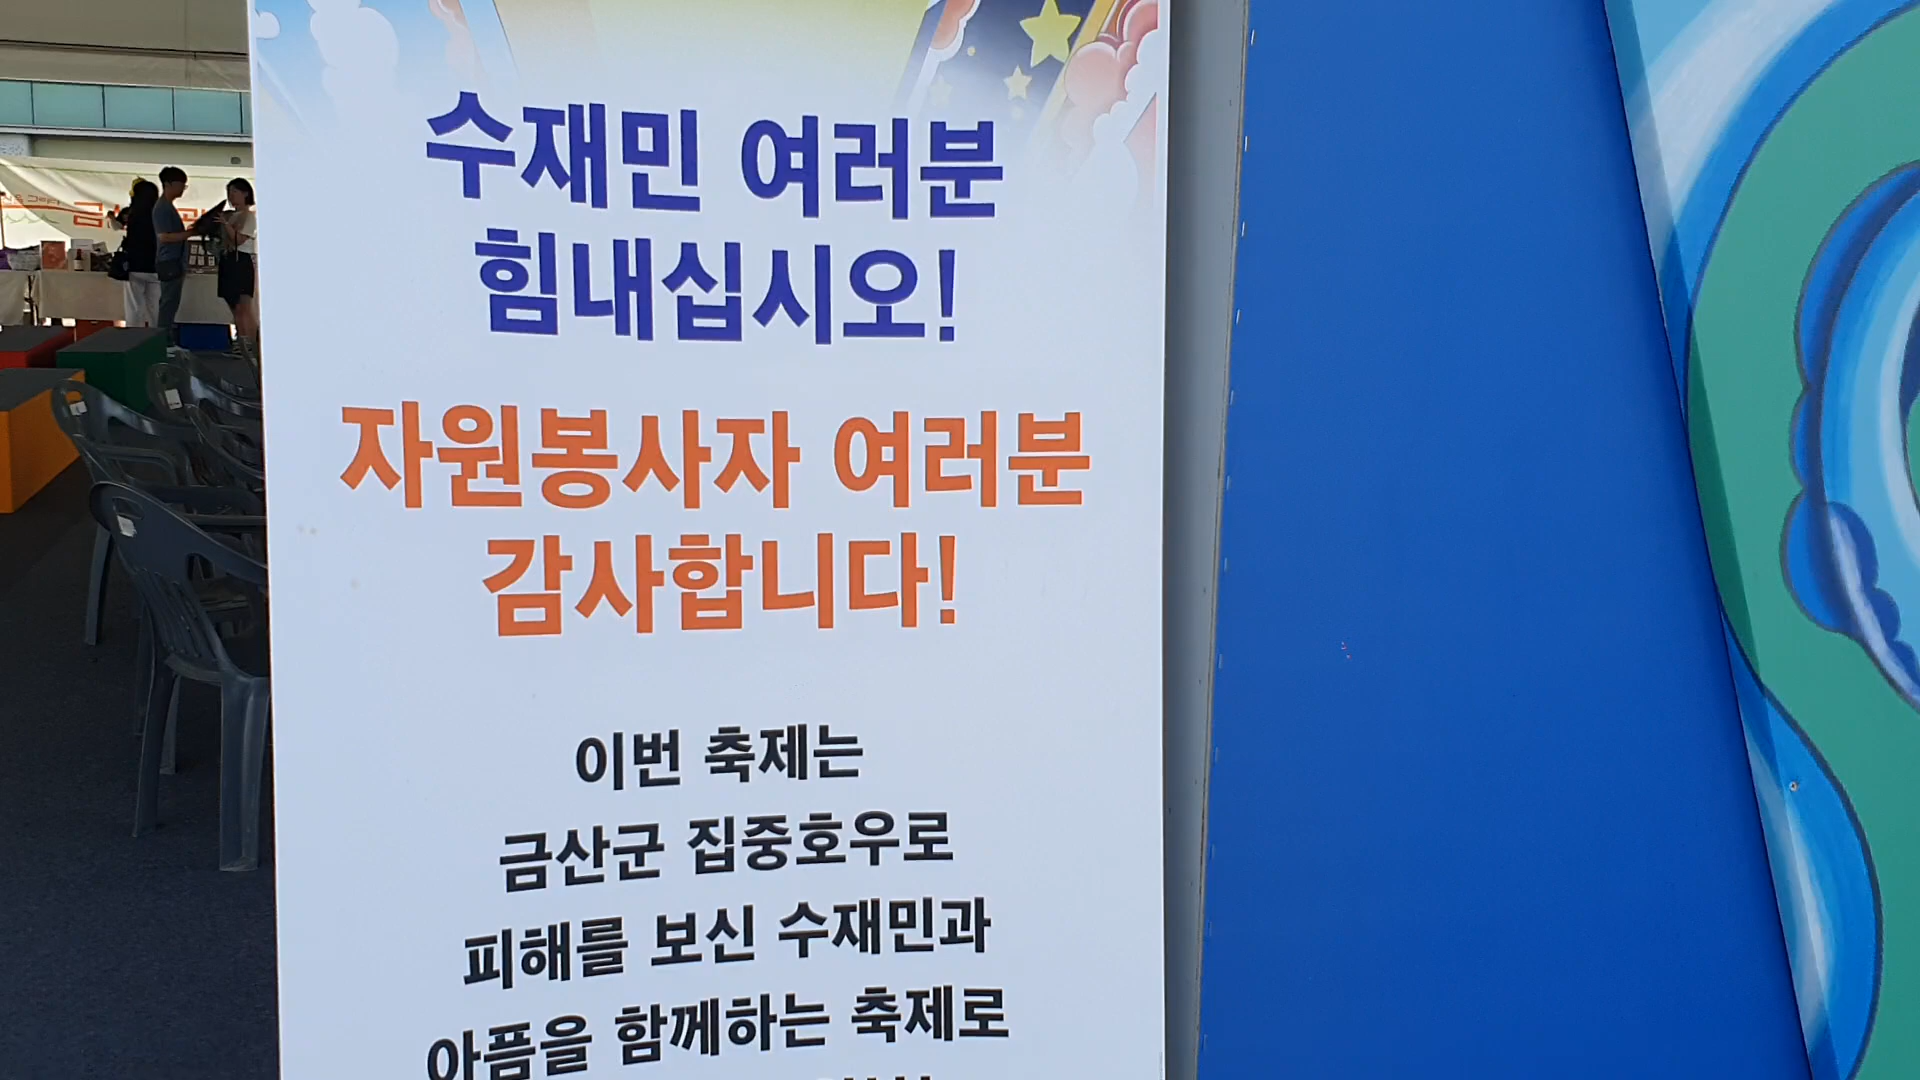 수재민 여러분
힘내십시오!
자원봉사자 여러분
감사합니다!
이번 축제는
금산군 집중호우로
피해를 보신 수재민과
아픔을 함께하는 축제로